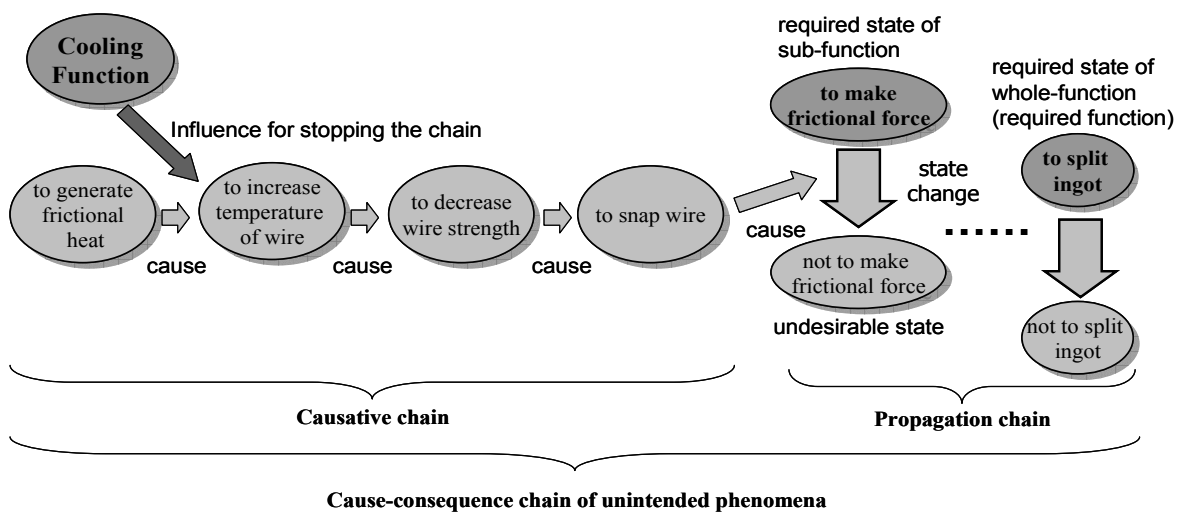 Cooling
Function
Influence for stopping the chain
required state of
sub-function
required state of
whole-function
(required function)
to make
frictional force
to split
ingot
to generate
frictional
heat
to increase
temperature
of wire
to decrease
wire strength
to snap wire
state
change
cause
cause
cause
cause
not to make
frictional force
undesirable state
not to split
ingot
Causative chain
Propagation chain
Cause-consequence chain of unintended phenomena